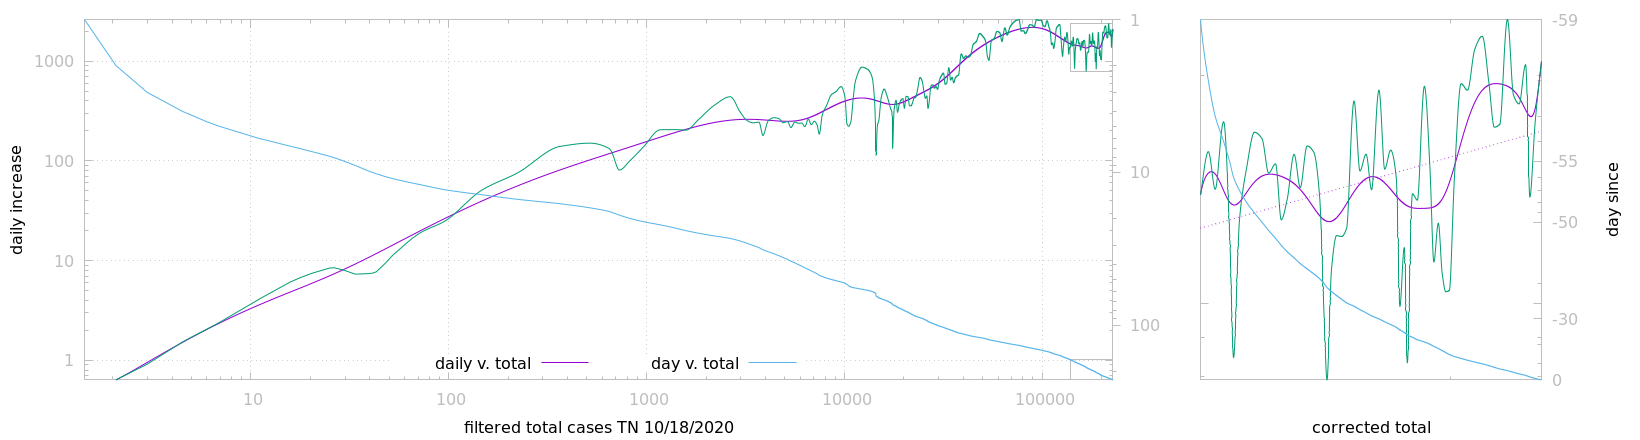 daily increase
1000
100
10
1
daily v. total
day v. total
10
100
1000
10000
100000
filtered total cases TN 10/18/2020
1
10
100
-59
-55
-50
-30
0
day since
corrected total